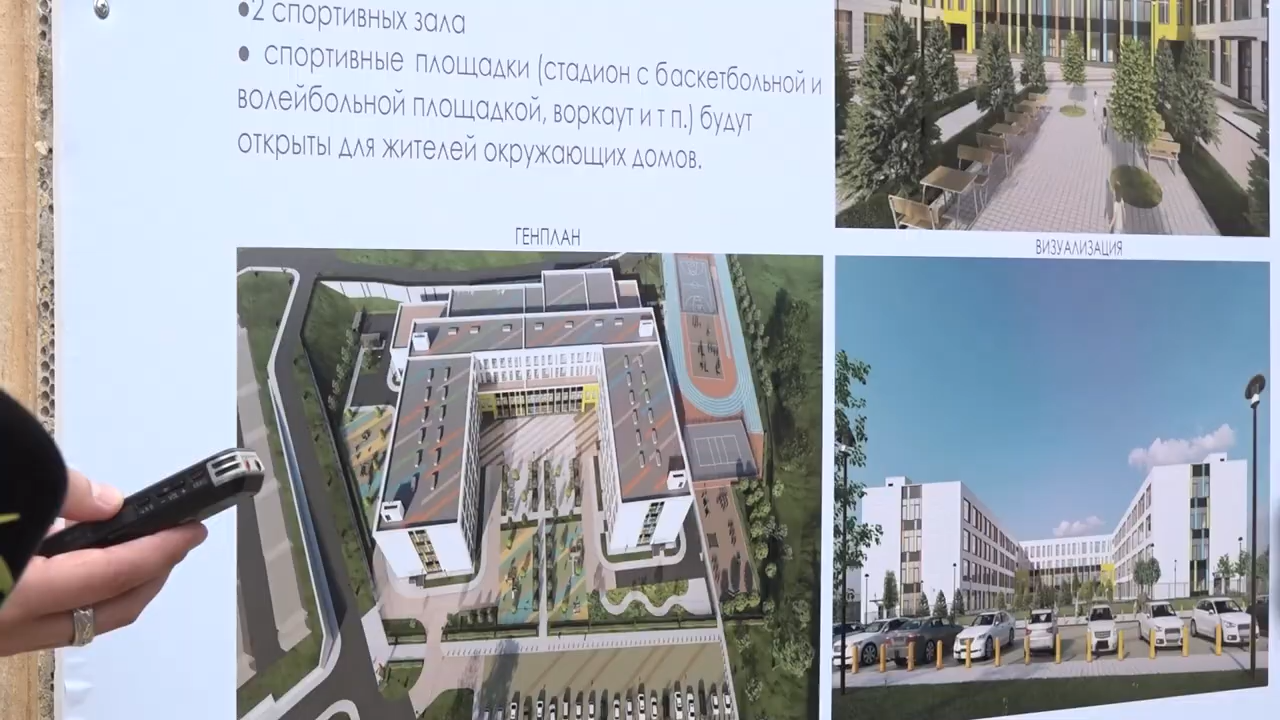 ●2 спортивных зала
● спортивные площадки (стадион с баскетбольной и
волейбольной площадкой, воркаут и т п.) будут
открыты для жителей окружающих домов.
ГЕНПЛАН
ВИЗУАЛИЗАЦИЯ